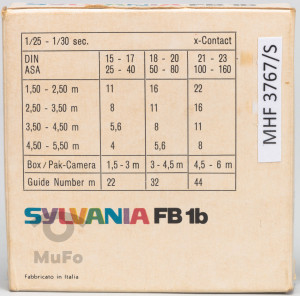 1/25 - 1/30 sec. x-Contact
DIN 15 - 17 18 - 20 21 - 23
ASA 25 - 40 50 - 80 100 - 160
1,50 - 2,50 m 11 16 22
2,50 - 3,50 m 8 11 16
3,50 - 4,50 m 5,6 8 11
4,50 - 5,50 m 4 5,6 8
Box / Pak-Camera 1,5 - 3 m 3 - 4,5 m 4,5 - 6 m
Guide Number m 22 32 44
SYLVANIA FB 1b
MuFo
Fabbricato in Italia
MHF 3767/S